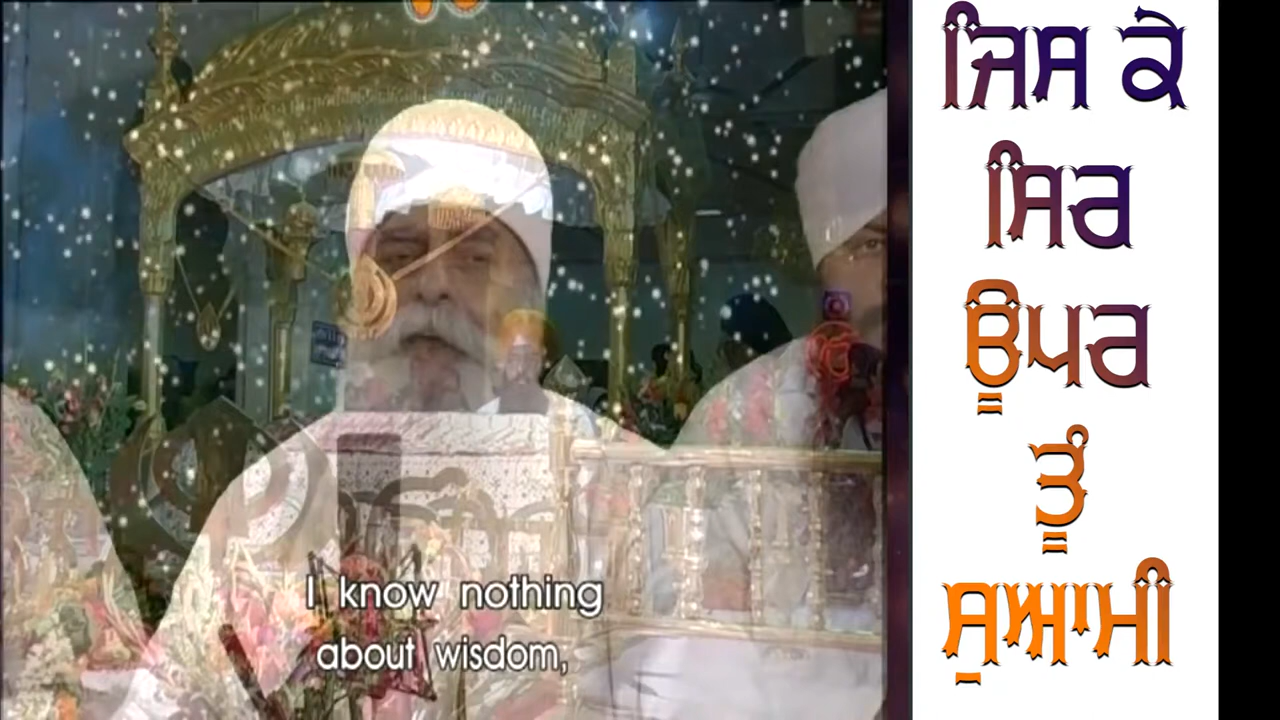 I know nothing
about wisdom,
ਜਿਸ ਕੇ
ਸਿਰ
ਊਪਰ
ਤੂੰ
ਸੁਆਮੀ